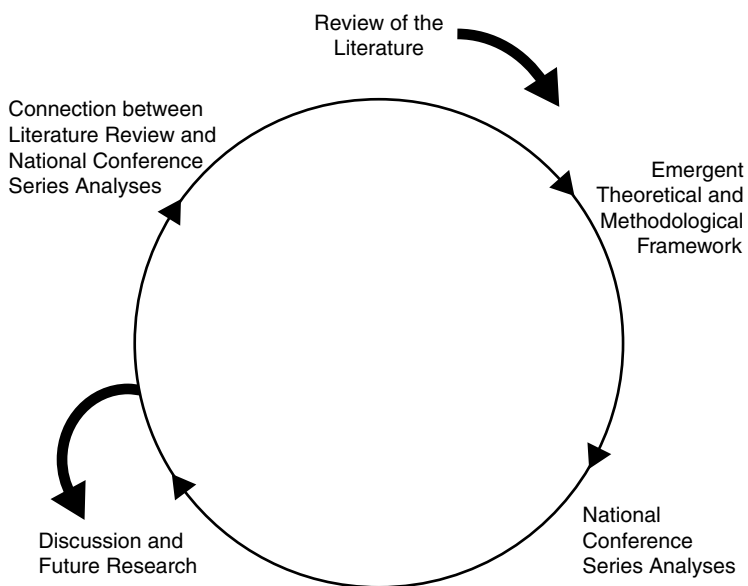 Review of the
Literature
Emergent
Theoretical and
Methodological
Framework
National
Conference
Series Analyses
Discussion and
Future Research
Connection between
Literature Review and
National Conference
Series Analyses